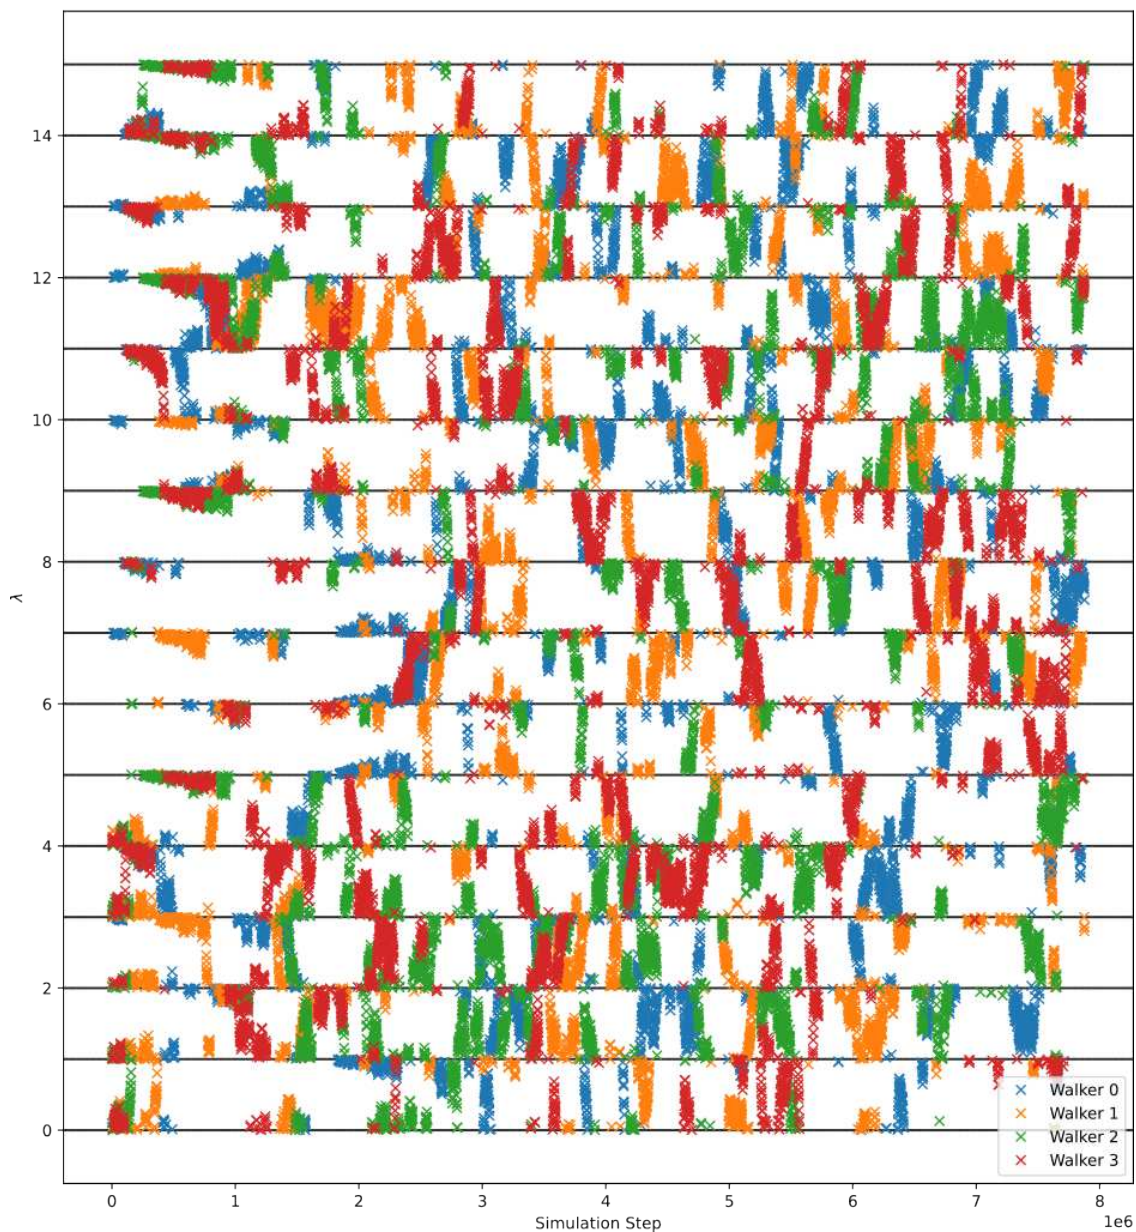 14
12
10
8
λ
6
4
2
0
Walker 0
Walker 1
Walker 2
Walker 3
0 1 2 3 4 5 6 7 8
1e6
Simulation Step